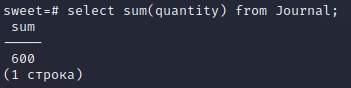 sweet=# select sum(quantity) from Journal;
sum
-----
600
(1 строка)